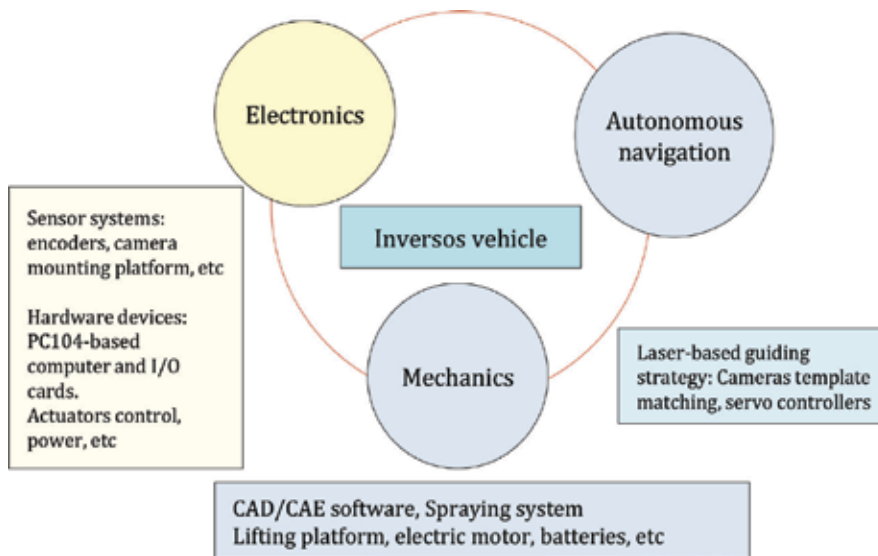 Electronics
Autonomous
navigation
Sensor systems:
encoders, camera
mounting platform, etc
Hardware devices:
PC104-based
computer and I/O
cards.
Actuators control,
power, etc
Inversos vehicle
Mechanics
Laser-based guiding
strategy: Cameras template
matching, servo controllers
CAD/CAE software, Spraying system
Lifting platform, electric motor, batteries, etc